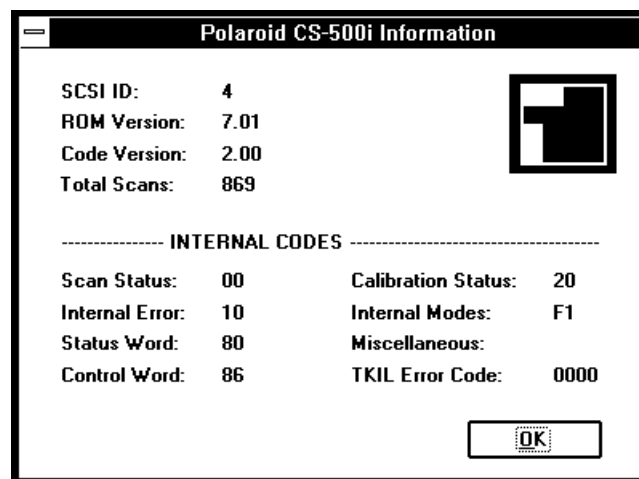 Polaroid CS-500i Information
SCSI ID: 4
ROM Version: 7.01
Code Version: 2.00
Total Scans: 869
---------------- INTERNAL CODES ---------------------------------------
Scan Status: 00 Calibration Status: 20
Internal Error: 10 Internal Modes: F1
Status Word: 80 Miscellaneous:
Control Word: 86 TKIL Error Code: 0000
OK